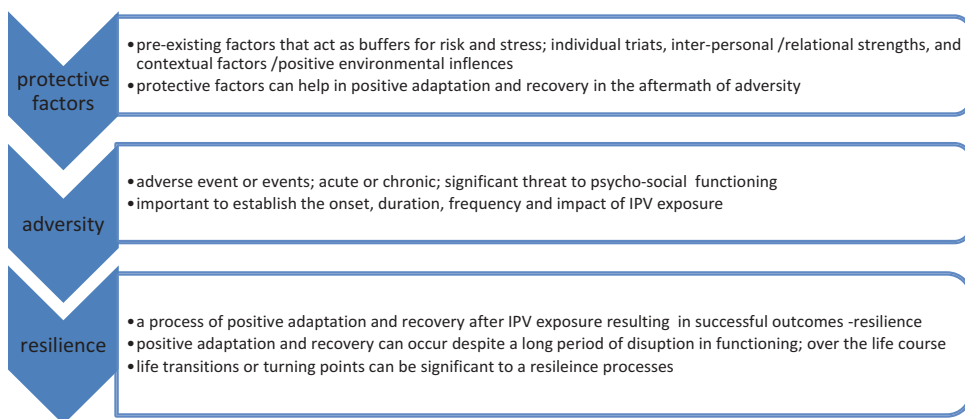 protective
factors
•pre-existing factors that act as buffers for risk and stress; individual triats, inter-personal /relational strengths, and
contextual factors /positive environmental inflences
•protective factors can help in positive adaptation and recovery in the aftermath of adversity
adversity
•adverse event or events; acute or chronic; significant threat to psycho-social functioning
•important to establish the onset, duration, frequency and impact of IPV exposure
resilience
•a process of positive adaptation and recovery after IPV exposure resulting in successful outcomes -resilience
•positive adaptation and recovery can occur despite a long period of disuption in functioning; over the life course
•life transitions or turning points can be significant to a resileince processes